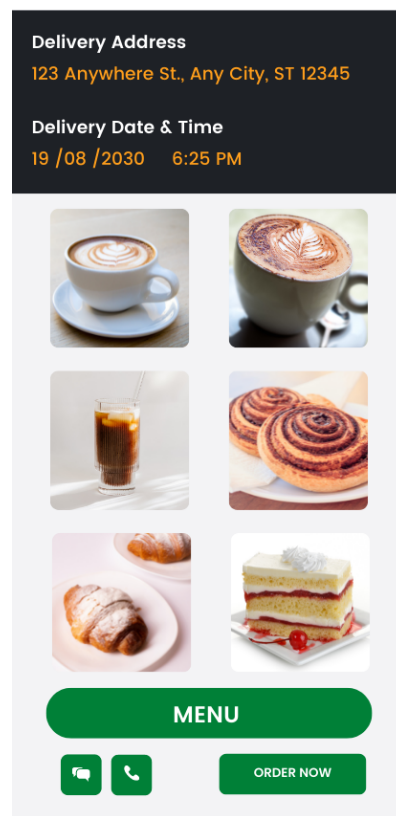 Delivery Address
123 Anywhere St., Any City, ST 12345
Delivery Date & Time
19 /08 /2030 6:25 PM
MENU
ORDER NOW